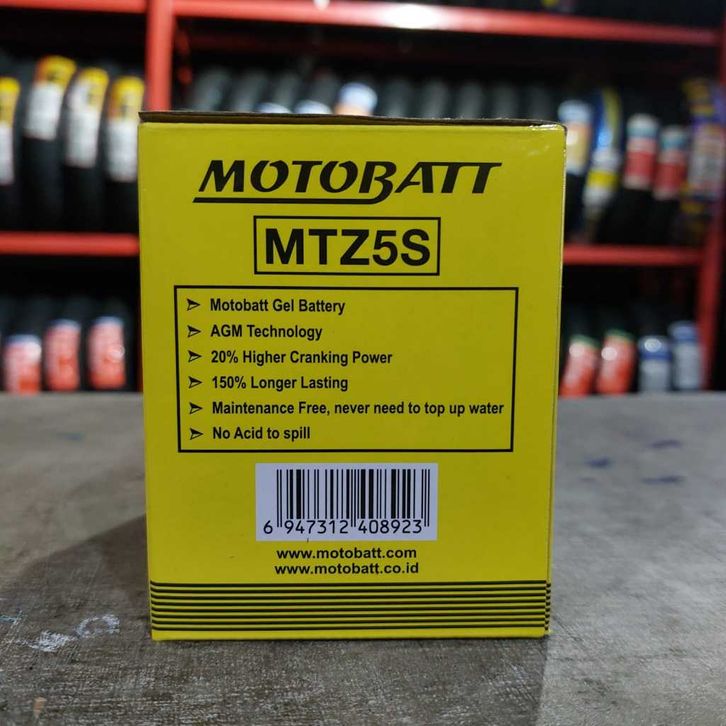 MOTOBATT
MTZ5S
➢ Motobatt Gel Battery
➢ AGM Technology
➢ 20% Higher Cranking Power
➢ 150% Longer Lasting
➢ Maintenance Free, never need to top up water
➢ No Acid to spill
6 947312 408923
www.motobatt.com
www.motobatt.co.id